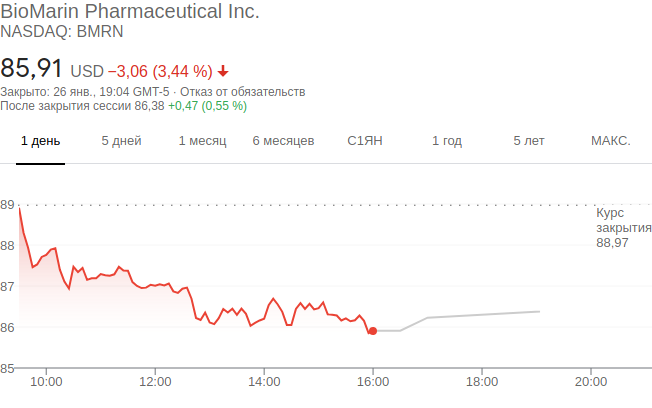 BioMarin Pharmaceutical Inc.
NASDAQ: BMRN
85,91 USD −3,06 (3,44 %)
Закрыто: 26 янв., 19:04 GMT-5 · Отказ от обязательств
После закрытия сессии 86,38 +0,47 (0,55 %)
1 день 5 дней 1 месяц 6 месяцев С1ЯН 1 год 5 лет МАКС.
89
Курс
закрытия
88,97
88
87
86
85
10:00 12:00 14:00 16:00 18:00 20:00